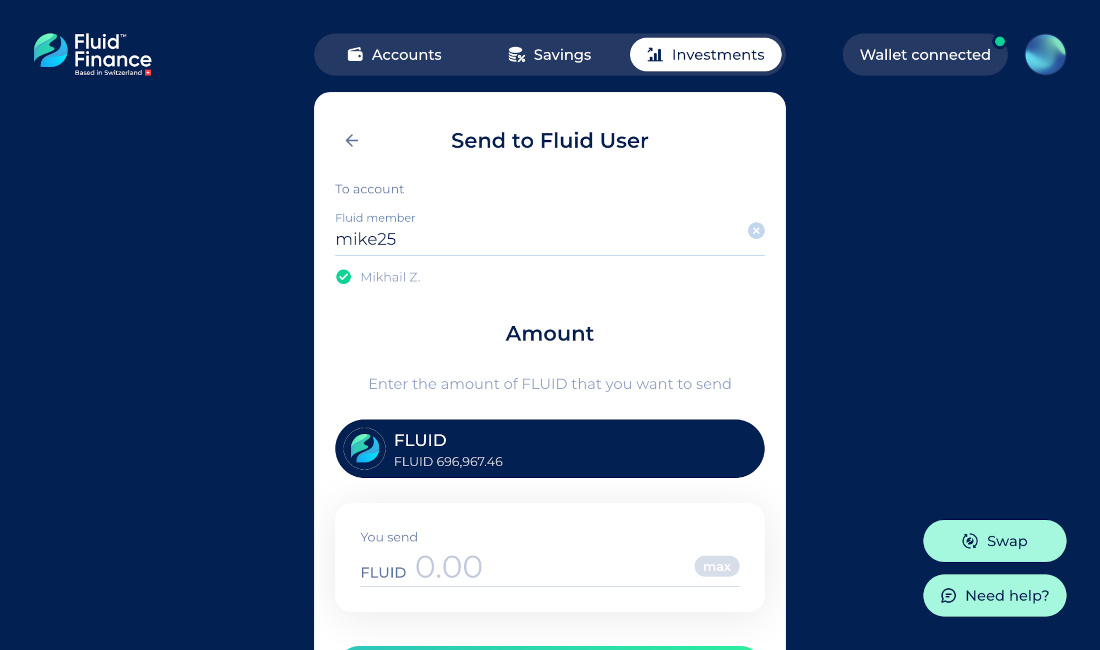 Fluid™
Finance
Based in Switzerland
Accounts
Savings
Investments
Wallet connected
Send to Fluid User
To account
Fluid member
mike25
Mikhail Z.
Amount
Enter the amount of FLUID that you want to send
FLUID
FLUID 696,967.46
You send
FLUID 0.00
max
Swap
Need help?